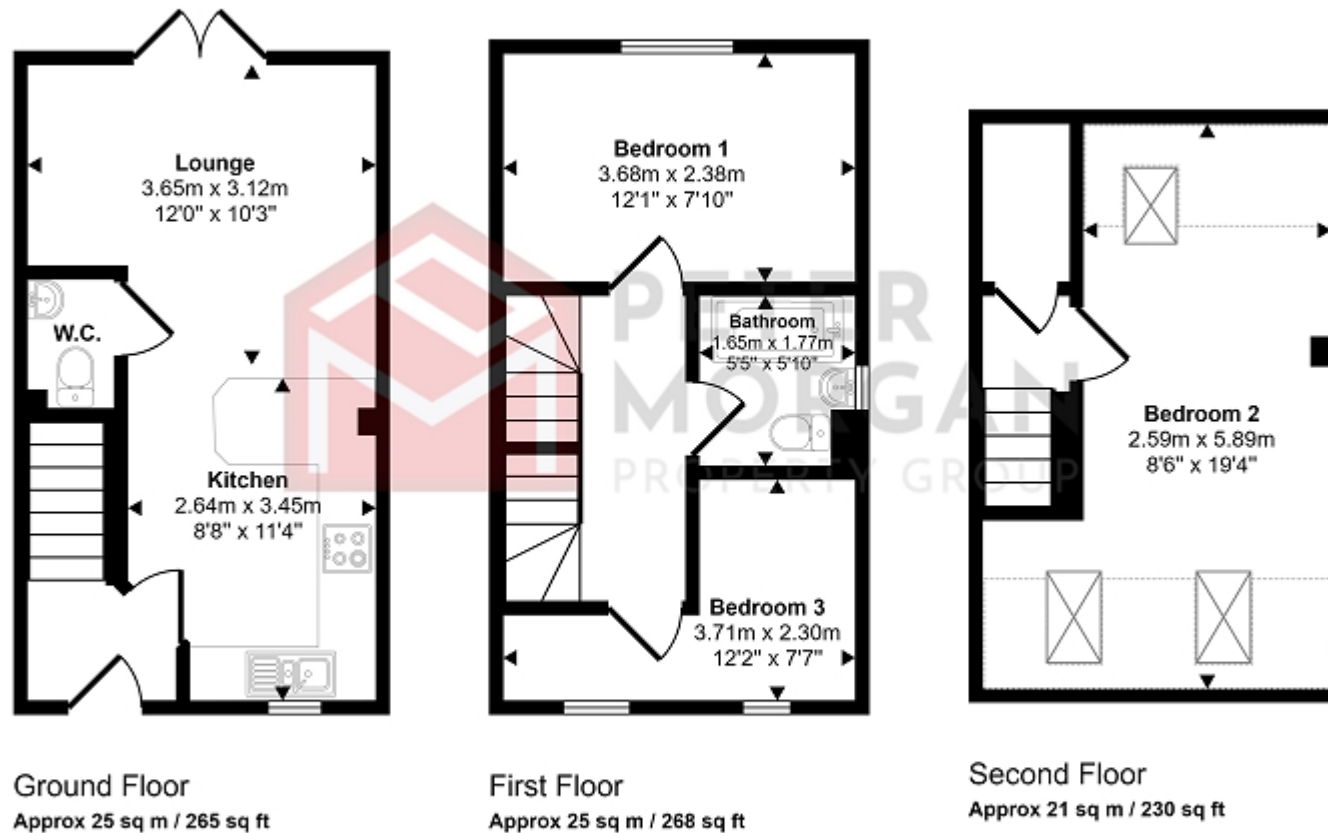 Lounge
3.65m x 3.12m
12'0" x 10'3"
W.C.
Kitchen
2.64m x 3.45m
8'8" x 11'4"
Ground Floor
Approx 25 sq m / 265 sq ft
Bedroom 1
3.68m x 2.38m
12'1" x 7'10"
Bathroom
1.65m x 1.77m
5'5" x 5'10"
Bedroom 3
3.71m x 2.30m
12'2" x 7'7"
First Floor
Approx 25 sq m / 268 sq ft
Bedroom 2
2.59m x 5.89m
8'6" x 19'4"
Second Floor
Approx 21 sq m / 230 sq ft
PETER
MORGAN
PROPERTY GROUP